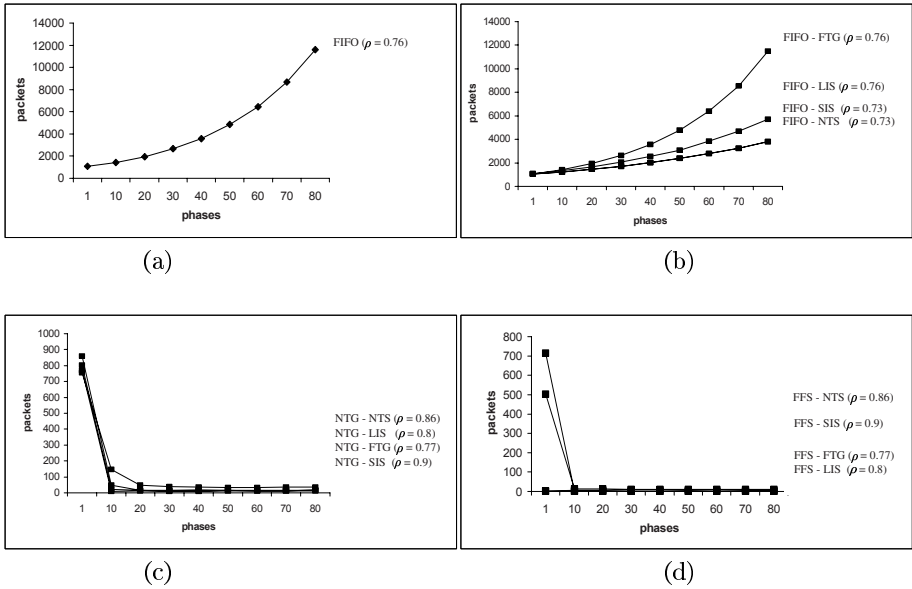 14000
12000
10000
8000
6000
4000
2000
0
packets
1 10 20 30 40 50 60 70 80
phases
FIFO (ρ = 0.76)
(a)
14000
12000
10000
8000
6000
4000
2000
0
packets
1 10 20 30 40 50 60 70 80
phases
FIFO - FTG (ρ = 0.76)
FIFO - LIS (ρ = 0.76)
FIFO - SIS (ρ = 0.73)
FIFO - NTS (ρ = 0.73)
(b)
1000
900
800
700
600
500
400
300
200
100
0
packets
1 10 20 30 40 50 60 70 80
phases
NTG - NTS (ρ = 0.86)
NTG - LIS (ρ = 0.8)
NTG - FTG (ρ = 0.77)
NTG - SIS (ρ = 0.9)
(c)
800
700
600
500
400
300
200
100
0
packets
1 10 20 30 40 50 60 70 80
phases
FFS - NTS (ρ = 0.86)
FFS - SIS (ρ = 0.9)
FFS - FTG (ρ = 0.77)
FFS - LIS (ρ = 0.8)
(d)